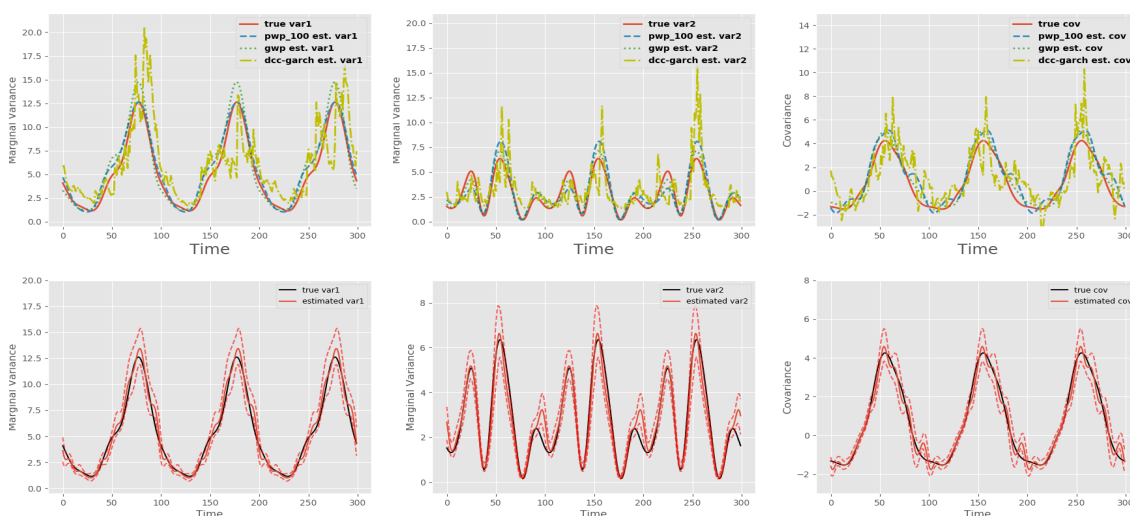 true var1
pwp_100 est. var1
gwp est. var1
dcc-garch est. var1
Marginal Variance
20.0
17.5
15.0
12.5
10.0
7.5
5.0
2.5
0.0
0 50 100 150 200 250 300
Time
true var2
pwp_100 est. var2
gwp est. var2
dcc-garch est. var2
Marginal Variance
20.0
17.5
15.0
12.5
10.0
7.5
5.0
2.5
0.0
0 50 100 150 200 250 300
Time
true cov
pwp_100 est. cov
gwp est. cov
dcc-garch est. cov
Covariance
14
12
10
8
6
4
2
0
−2
0 50 100 150 200 250 300
Time
true var1
estimated var1
Marginal Variance
20.0
17.5
15.0
12.5
10.0
7.5
5.0
2.5
0.0
0 50 100 150 200 250 300
Time
true var2
estimated var2
Marginal Variance
8
6
4
2
0
0 50 100 150 200 250 300
Time
true cov
estimated cov
Covariance
8
6
4
2
0
−2
0 50 100 150 200 250 300
Time